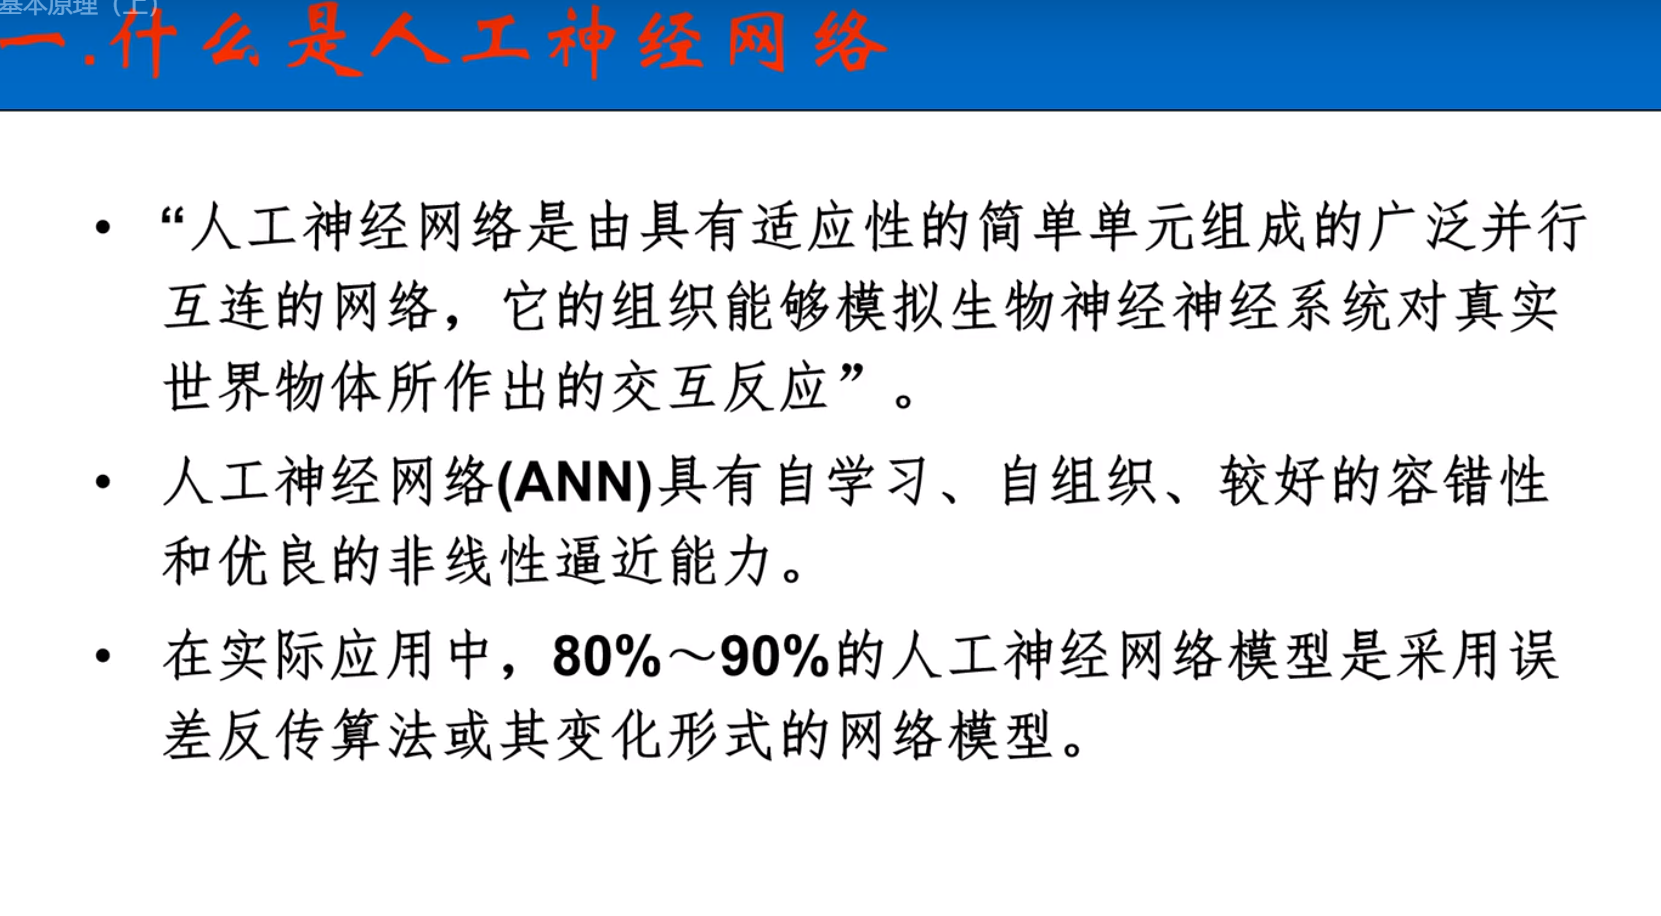 基本原理（上）
一.什么是人工神经网络
• “人工神经网络是由具有适应性的简单单元组成的广泛并行
互连的网络，它的组织能够模拟生物神经神经系统对真实
世界物体所作出的交互反应”。
• 人工神经网络(ANN)具有自学习、自组织、较好的容错性
和优良的非线性逼近能力。
• 在实际应用中，80%～90%的人工神经网络模型是采用误
差反传算法或其变化形式的网络模型。